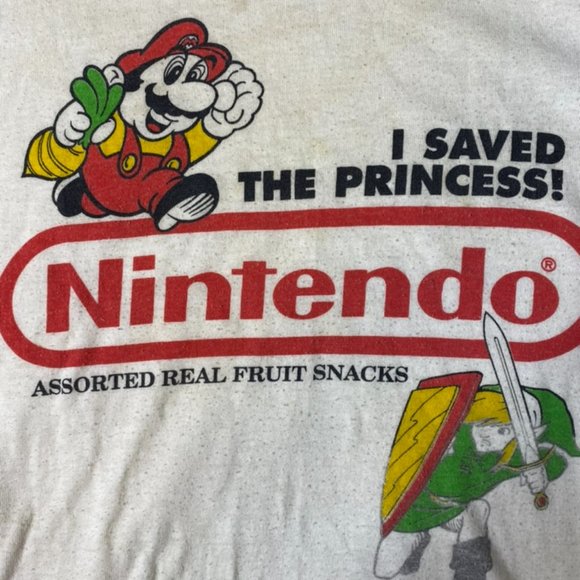 I SAVED
THE PRINCESS!
Nintendo®
ASSORTED REAL FRUIT SNACKS